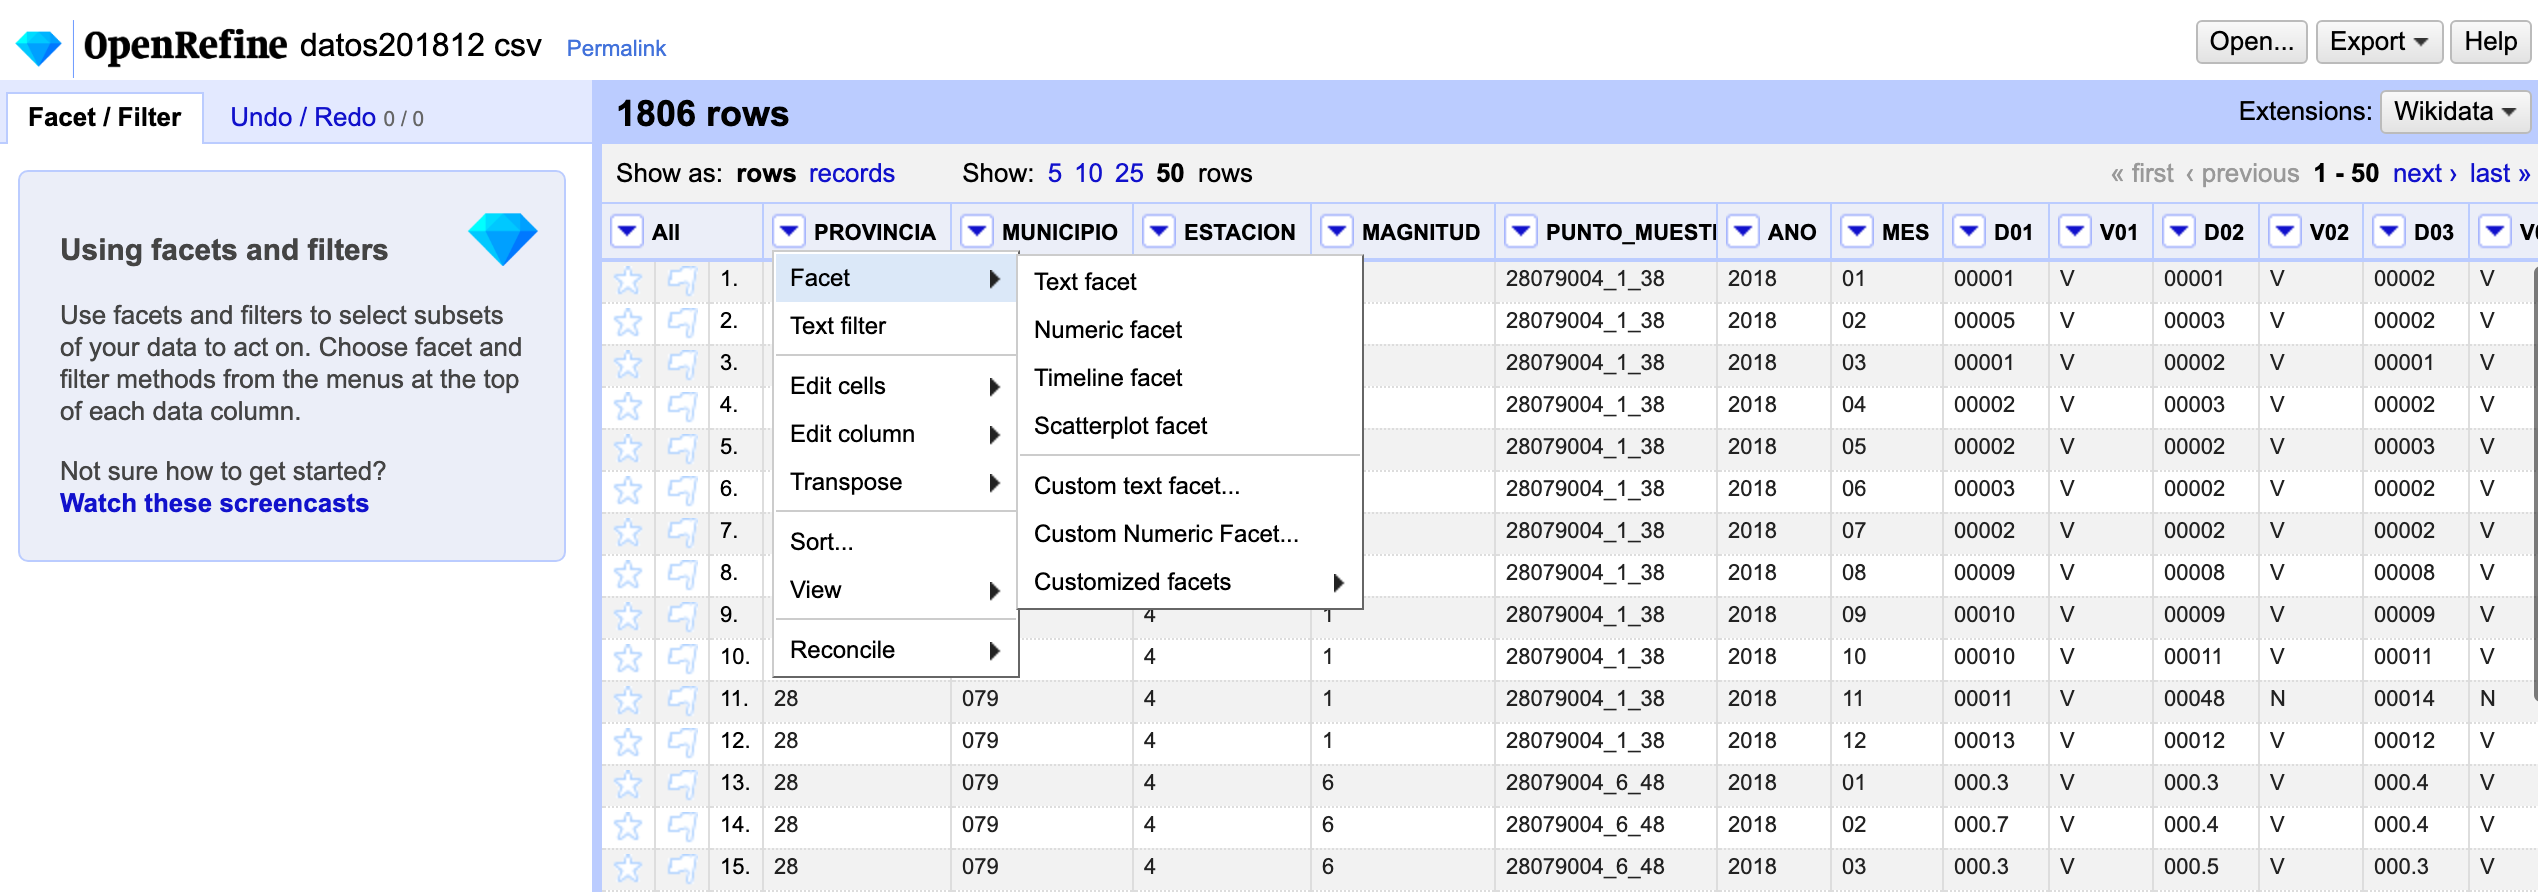 OpenRefine datos201812 csv Permalink Open... Export Help
Facet / Filter Undo / Redo 0 / 0
1806 rows Extensions: Wikidata
Show as: rows records Show: 5 10 25 50 rows « first ‹ previous 1 - 50 next › last »
Using facets and filters
Use facets and filters to select subsets
of your data to act on. Choose facet and
filter methods from the menus at the top
of each data column.
Not sure how to get started?
Watch these screencasts
All PROVINCIA MUNICIPIO ESTACION MAGNITUD PUNTO_MUEST ANO MES D01 V01 D02 V02 D03
Facet
Text filter
Edit cells
Edit column
Transpose
Sort...
View
Reconcile
Text facet
Numeric facet
Timeline facet
Scatterplot facet
Custom text facet...
Custom Numeric Facet...
Customized facets
1. 28079004_1_38 2018 01 00001 V 00001 V 00002 V
2. 28079004_1_38 2018 02 00005 V 00003 V 00002 V
3. 28079004_1_38 2018 03 00001 V 00002 V 00001 V
4. 28079004_1_38 2018 04 00002 V 00003 V 00002 V
5. 28079004_1_38 2018 05 00002 V 00002 V 00003 V
6. 28079004_1_38 2018 06 00003 V 00002 V 00002 V
7. 28079004_1_38 2018 07 00002 V 00002 V 00002 V
8. 28079004_1_38 2018 08 00009 V 00008 V 00008 V
9. 4 1 28079004_1_38 2018 09 00010 V 00009 V 00009 V
10. 4 1 28079004_1_38 2018 10 00010 V 00011 V 00011 V
11. 28 079 4 1 28079004_1_38 2018 11 00011 V 00048 N 00014 N
12. 28 079 4 1 28079004_1_38 2018 12 00013 V 00012 V 00012 V
13. 28 079 4 6 28079004_6_48 2018 01 000.3 V 000.3 V 000.4 V
14. 28 079 4 6 28079004_6_48 2018 02 000.7 V 000.4 V 000.4 V
15. 28 079 4 6 28079004_6_48 2018 03 000.3 V 000.5 V 000.3 V